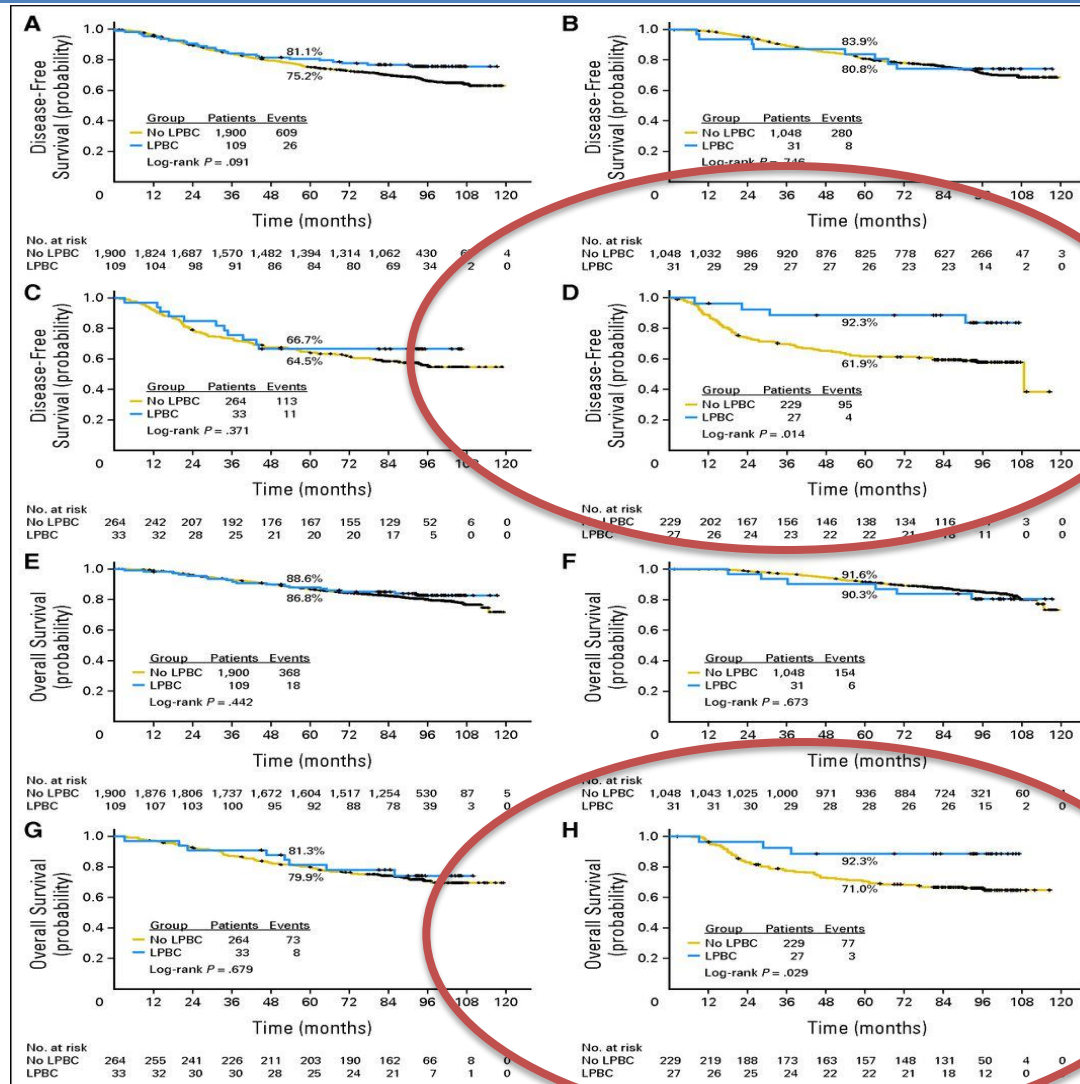 A
Disease-Free
Survival (probability)
1.0
0.8
0.6
0.4
0.2
0
81.1%
75.2%
Group Patients Events
No LPBC 1,900 609
LPBC 109 26
Log-rank P = .091
12 24 36 48 60 72 80 84 96 108 120
Time (months)
No. at risk
No LPBC 1,900 1,824 1,687 1,570 1,482 1,394 1,314 1,062 430 4
LPBC 109 104 98 91 86 84 80 69 34 2 0
B
Disease-Free
Survival (probability)
1.0
0.8
0.6
0.4
0.2
0
83.9%
80.8%
Group Patients Events
No LPBC 1,048 280
LPBC 31 8
Log-rank P = .746
12 24 36 48 60 72 84 96 108 120
Time (months)
No. at risk
No LPBC 1,048 1,032 986 920 876 825 778 627 266 47 3
LPBC 31 29 29 27 27 26 23 23 14 2 0
C
Disease-Free
Survival (probability)
1.0
0.8
0.6
0.4
0.2
0
66.7%
64.5%
Group Patients Events
No LPBC 264 113
LPBC 33 11
Log-rank P = .371
12 24 36 48 60 72 80 84 96 108 120
Time (months)
No. at risk
No LPBC 264 242 207 192 176 167 155 129 52 6 0
LPBC 33 32 28 25 21 20 20 17 5 0 0
D
Disease-Free
Survival (probability)
1.0
0.8
0.6
0.4
0.2
0
92.3%
61.9%
Group Patients Events
No LPBC 229 95
LPBC 27 4
Log-rank P = .014
12 24 36 48 60 72 84 96 108 120
Time (months)
No. at risk
No LPBC 229 202 167 156 146 138 134 116 3 0
LPBC 27 26 24 23 22 22 21 18 11 0 0
E
Overall Survival
(probability)
1.0
0.8
0.6
0.4
0.2
0
88.6%
86.8%
Group Patients Events
No LPBC 1,900 368
LPBC 109 18
Log-rank P = .442
12 24 36 48 60 72 80 84 96 108 120
Time (months)
No. at risk
No LPBC 1,900 1,876 1,806 1,737 1,672 1,604 1,517 1,254 530 87 5
LPBC 109 107 103 100 95 92 88 78 39 3 0
F
Overall Survival
(probability)
1.0
0.8
0.6
0.4
0.2
0
91.6%
90.3%
Group Patients Events
No LPBC 1,048 154
LPBC 31 6
Log-rank P = .673
12 24 36 48 60 72 84 96 108 120
Time (months)
No. at risk
No LPBC 1,048 1,043 1,025 1,000 971 936 884 724 321 60
LPBC 31 31 30 29 28 28 26 26 15 2 0
G
Overall Survival
(probability)
1.0
0.8
0.6
0.4
0.2
0
81.3%
79.9%
Group Patients Events
No LPBC 264 73
LPBC 33 8
Log-rank P = .679
12 24 36 48 60 72 80 84 96 108 120
Time (months)
No. at risk
No LPBC 264 255 241 226 211 203 190 162 66 8 0
LPBC 33 32 30 30 28 25 24 21 7 1 0
H
Overall Survival
(probability)
1.0
0.8
0.6
0.4
0.2
0
92.3%
71.0%
Group Patients Events
No LPBC 229 77
LPBC 27 3
Log-rank P = .029
12 24 36 48 60 72 84 96 108 120
Time (months)
No. at risk
No LPBC 229 219 188 173 163 157 148 131 50 4 0
LPBC 27 26 25 24 22 22 21 18 12 0 0